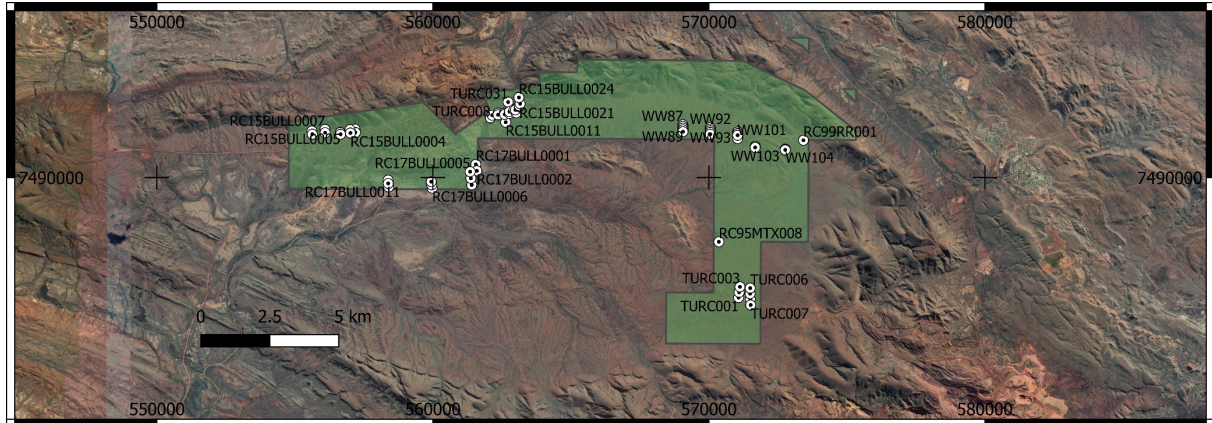 550000 560000 570000 580000
RC15BULL0024
TURC031
TURC008
RC15BULL0021
RC15BULL0007
RC15BULL0011
RC15BULL0005
RC15BULL0004
WW87 WW92
WW101
RC99RR001
WW89 WW93
WW103 WW104
RC17BULL0001
RC17BULL0005
7490000 7490000
RC17BULL0002
RC17BULL0011
RC17BULL0006
RC95MTX008
TURC003 TURC006
TURC001 TURC007
0 2.5 5 km
550000 560000 570000 580000